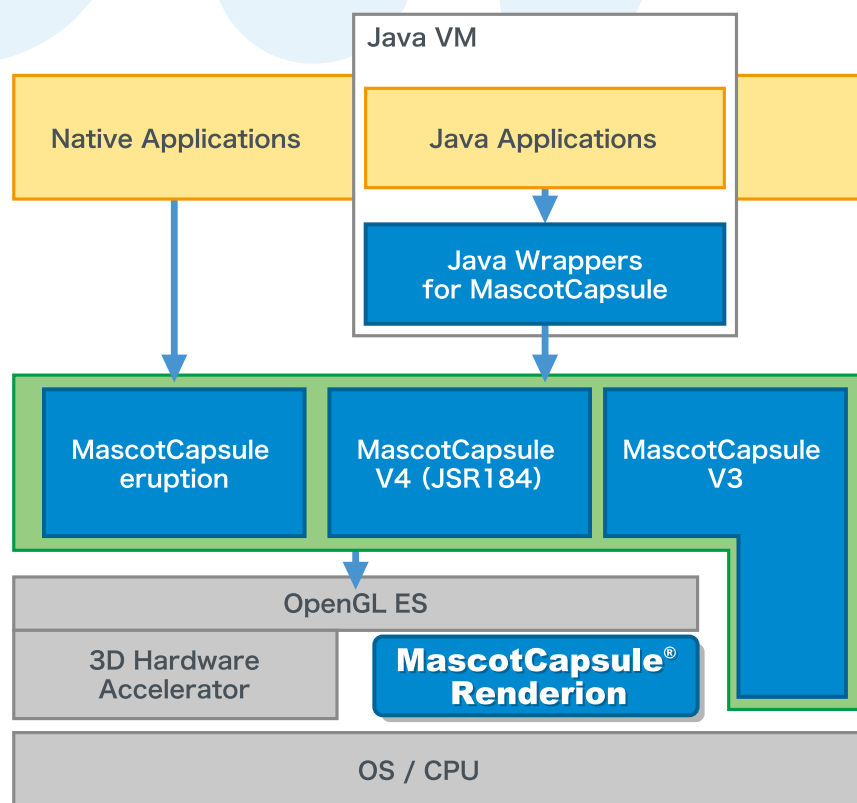 Java VM
Native Applications
Java Applications
Java Wrappers
for MascotCapsule
MascotCapsule
eruption
MascotCapsule
V4 (JSR184)
MascotCapsule
V3
OpenGL ES
3D Hardware
Accelerator
MascotCapsule®
Renderion
OS / CPU